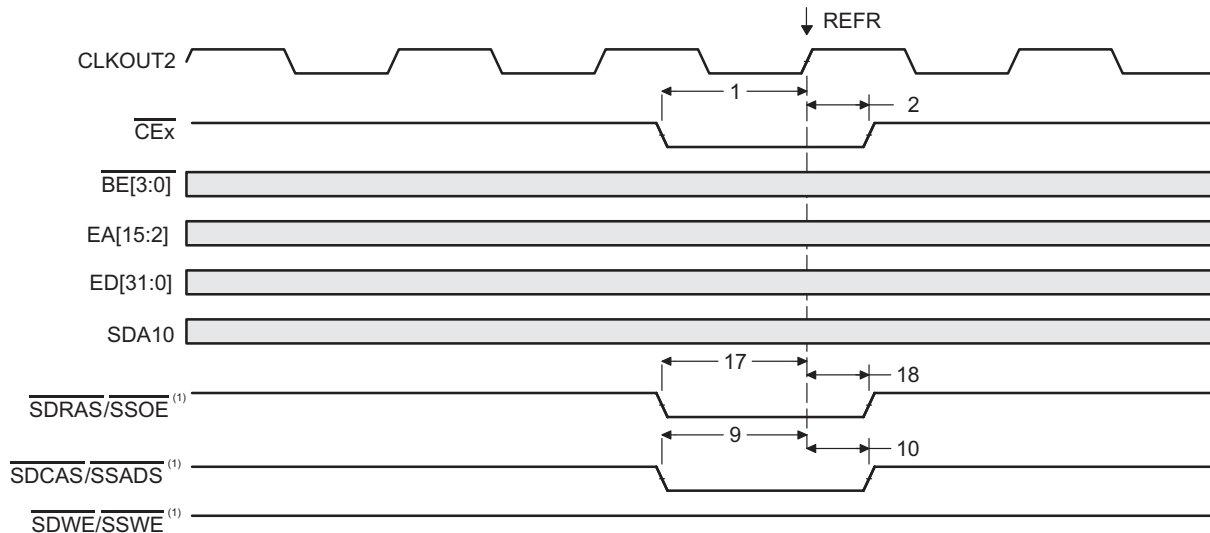 REFR
CLKOUT2
1
2
CEx
BE[3:0]
EA[15:2]
ED[31:0]
SDA10
17
18
SDRAS/SSOE (1)
9
10
SDCAS/SSADS (1)
SDWE/SSWE (1)